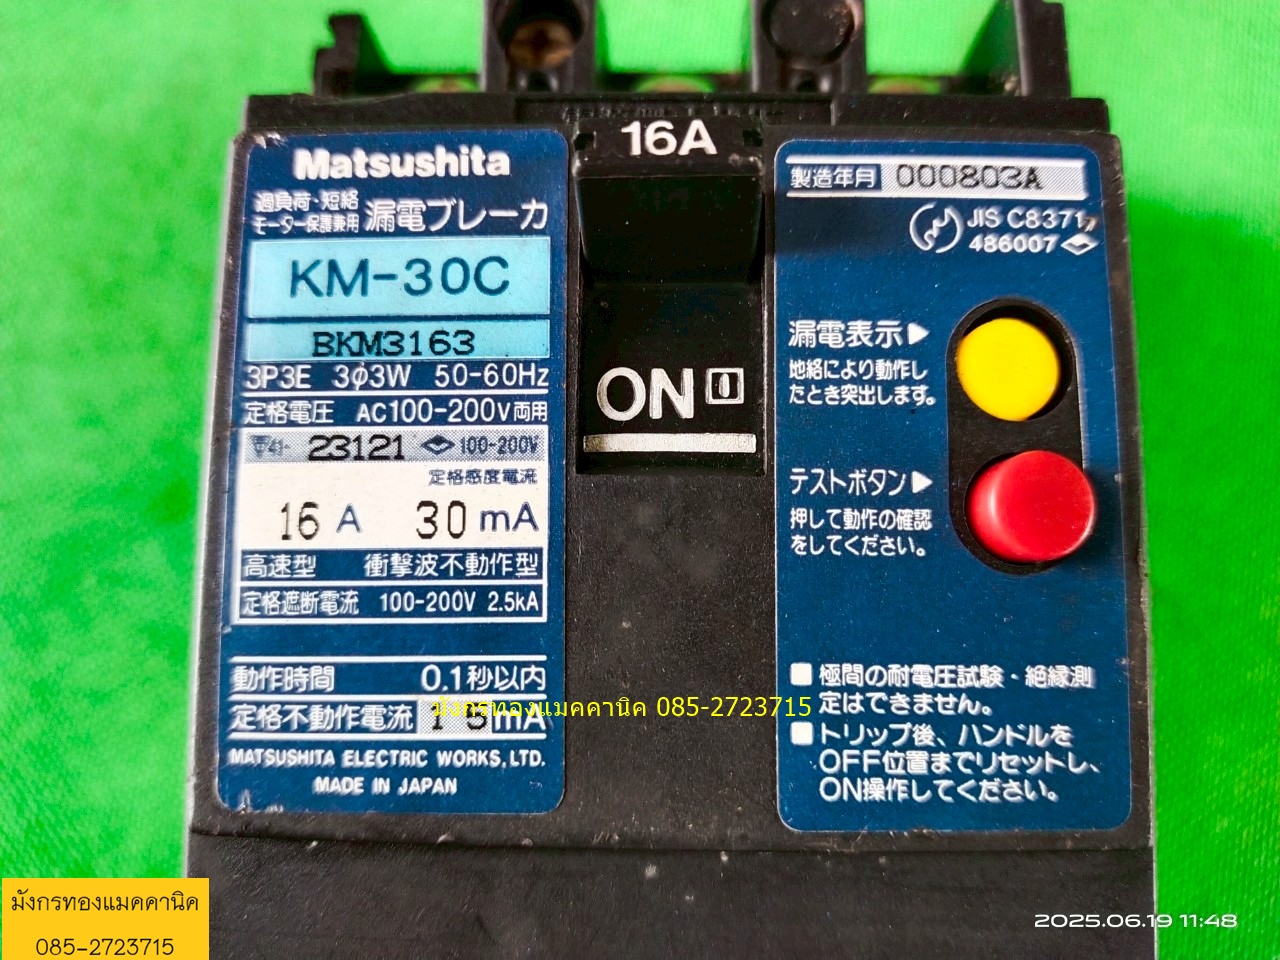 16A
Matsushita
過負荷・短絡
モーター保護兼用 漏電ブレーカ
KM-30C
BKM3163
3P3E 3φ3W 50-60Hz
定格電圧 AC100-200V両用
41- 23121 100-200V
定格感度電流
16 A 30 mA
高速型 衝撃波不動作型
定格遮断電流 100-200V 2.5kA
動作時間 0.1秒以内
定格不動作電流 15mA
MATSUSHITA ELECTRIC WORKS, LTD.
MADE IN JAPAN
ON
製造年月 000803A
JIS C8371
486007
漏電表示▶
地絡により動作し
たとき突出します。
テストボタン▶
押して動作の確認
をしてください。
■ 極間の耐電圧試験・絶縁測
定はできません。
■ トリップ後、ハンドルを
OFF位置までリセットし、
ON操作してください。
มังกรทองแมคคานิค 085-2723715
มังกรทองแมคคานิค
085-2723715
2025.06.19 11:48